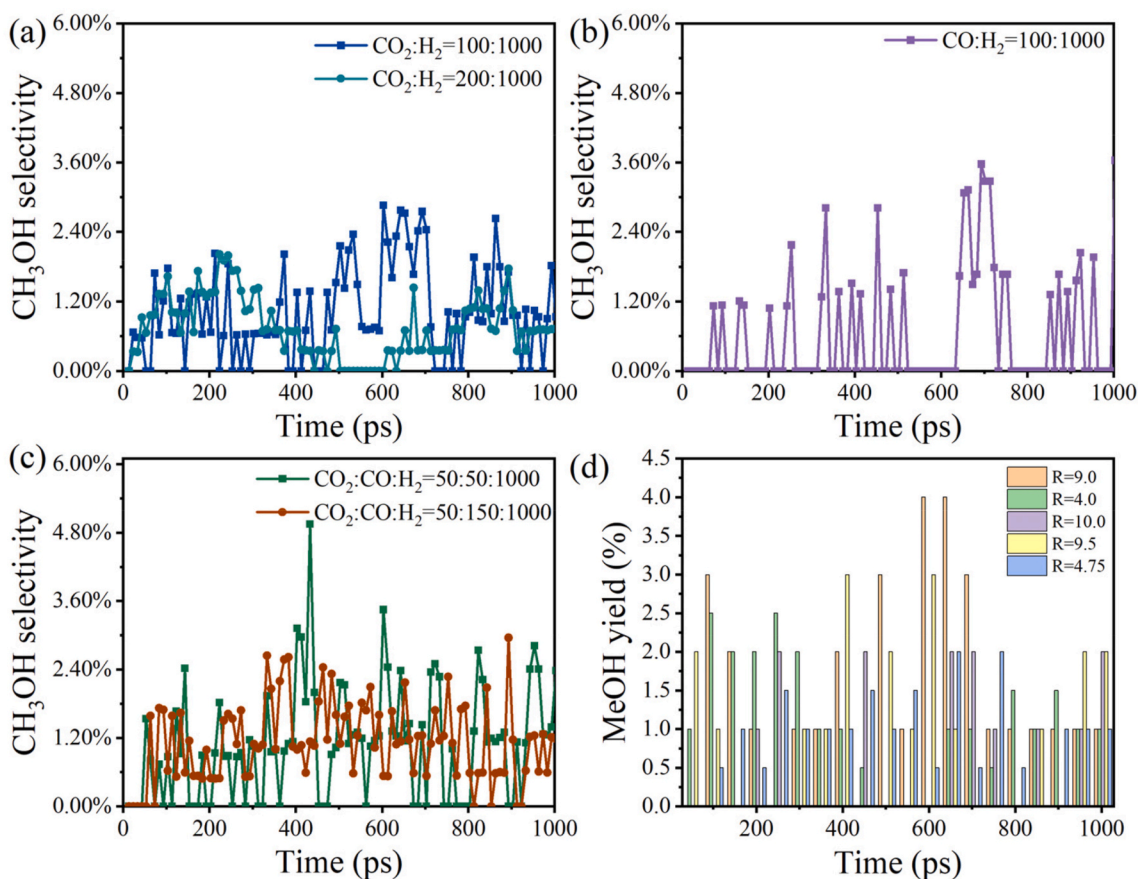 (a)
CH₃OH selectivity
6.00%
4.80%
3.60%
2.40%
1.20%
0.00%
CO₂:H₂=100:1000
CO₂:H₂=200:1000
0 200 400 600 800 1000
Time (ps)
(b)
CH₃OH selectivity
6.00%
4.80%
3.60%
2.40%
1.20%
0.00%
CO:H₂=100:1000
0 200 400 600 800 1000
Time (ps)
(c)
CH₃OH selectivity
6.00%
4.80%
3.60%
2.40%
1.20%
0.00%
CO₂:CO:H₂=50:50:1000
CO₂:CO:H₂=50:150:1000
0 200 400 600 800 1000
Time (ps)
(d)
MeOH yield (%)
4.5
4.0
3.5
3.0
2.5
2.0
1.5
1.0
0.5
0.0
R=9.0
R=4.0
R=10.0
R=9.5
R=4.75
200 400 600 800 1000
Time (ps)